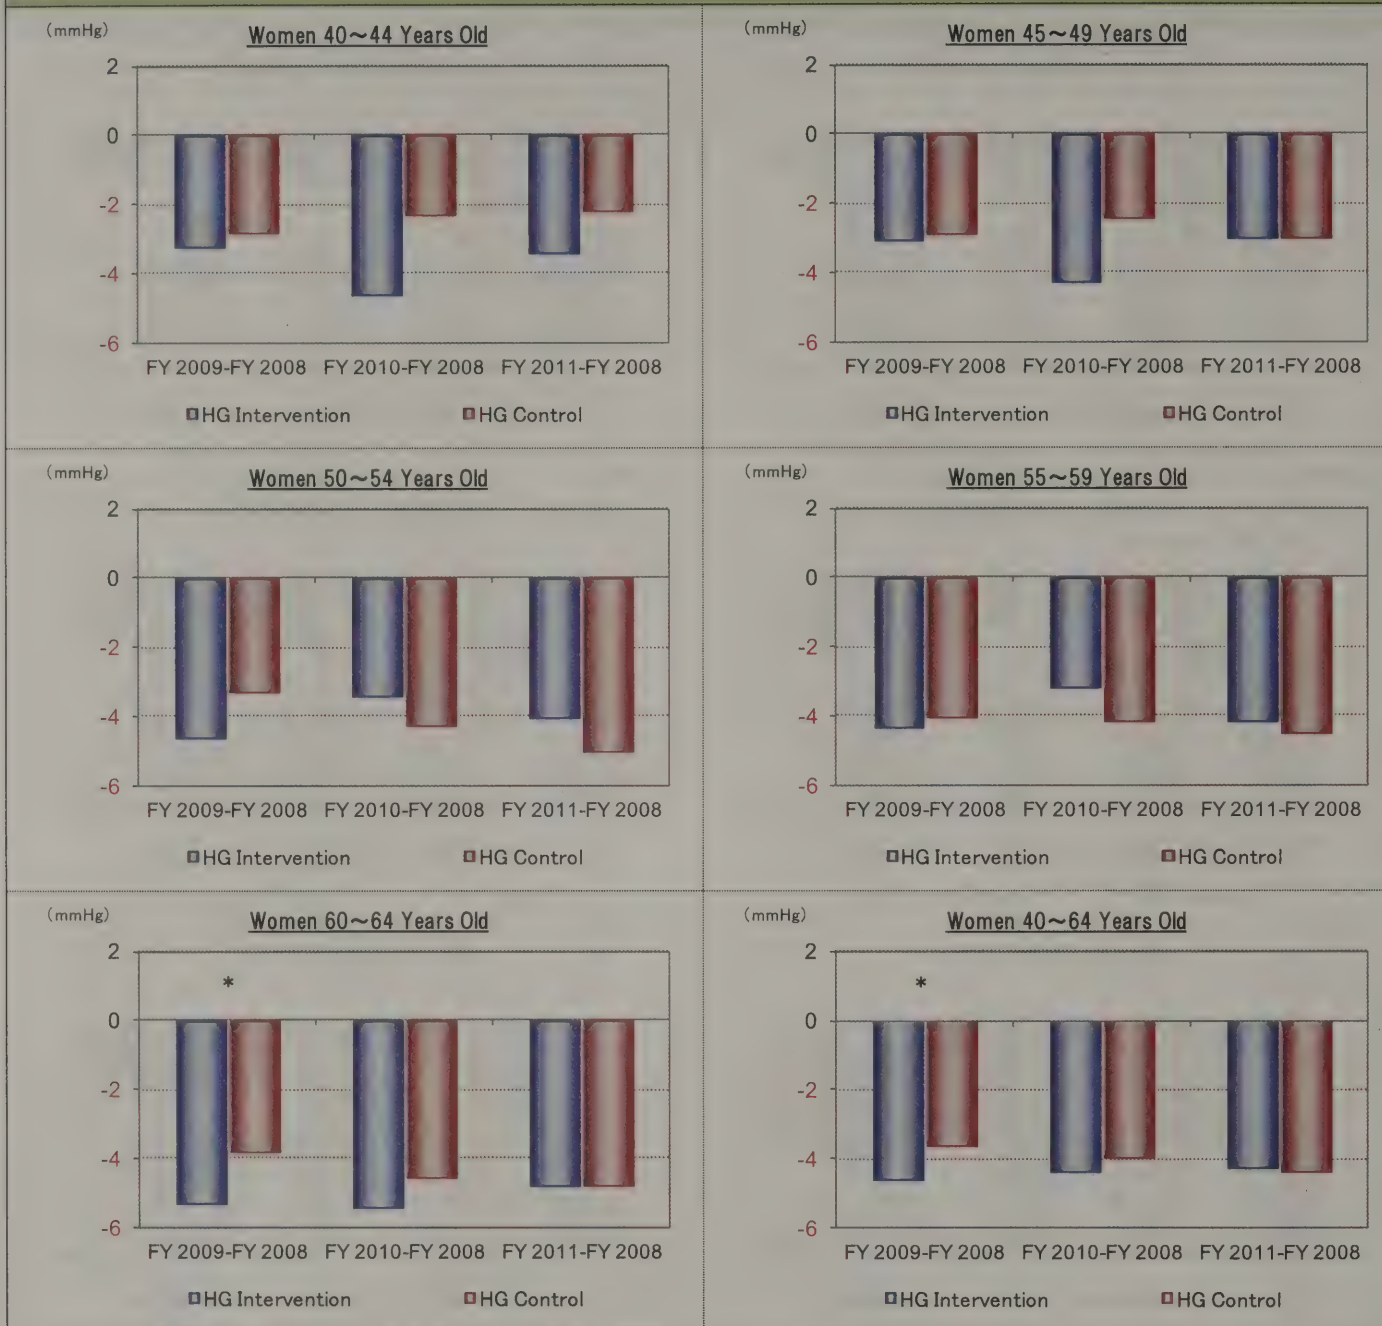 (mmHg)
Women 40～44 Years Old
2
0
-2
-4
-6
FY 2009-FY 2008 FY 2010-FY 2008 FY 2011-FY 2008
HG Intervention HG Control
(mmHg)
Women 45～49 Years Old
2
0
-2
-4
-6
FY 2009-FY 2008 FY 2010-FY 2008 FY 2011-FY 2008
HG Intervention HG Control
(mmHg)
Women 50～54 Years Old
2
0
-2
-4
-6
FY 2009-FY 2008 FY 2010-FY 2008 FY 2011-FY 2008
HG Intervention HG Control
(mmHg)
Women 55～59 Years Old
2
0
-2
-4
-6
FY 2009-FY 2008 FY 2010-FY 2008 FY 2011-FY 2008
HG Intervention HG Control
(mmHg)
Women 60～64 Years Old
2
*
0
-2
-4
-6
FY 2009-FY 2008 FY 2010-FY 2008 FY 2011-FY 2008
HG Intervention HG Control
(mmHg)
Women 40～64 Years Old
2
*
0
-2
-4
-6
FY 2009-FY 2008 FY 2010-FY 2008 FY 2011-FY 2008
HG Intervention HG Control